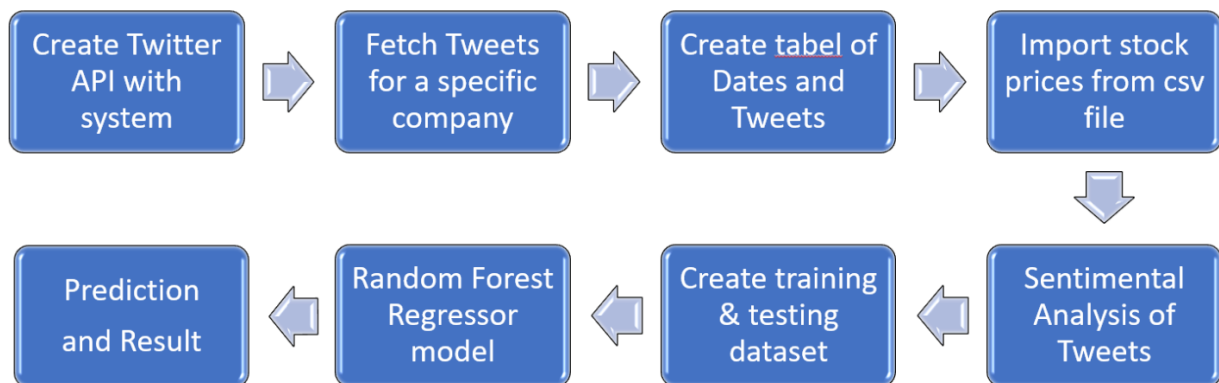 Create Twitter
API with
system
Fetch Tweets
for a specific
company
Create tabel of
Dates and
Tweets
Import stock
prices from csv
file
Sentimental
Analysis of
Tweets
Create training
& testing
dataset
Random Forest
Regressor
model
Prediction
and Result